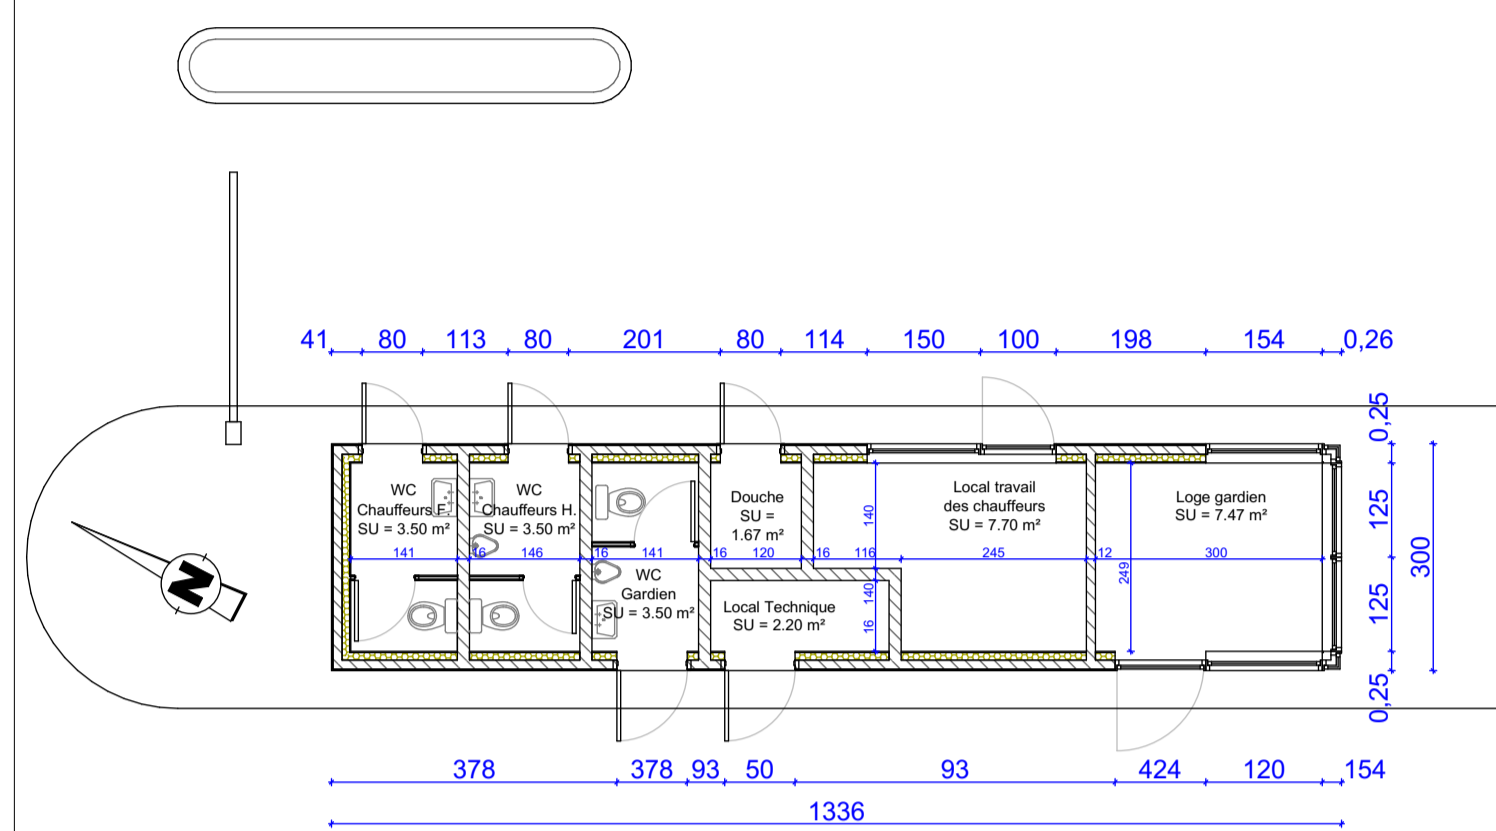 41 80 113 80 201 80 114 150 100 198 154 0,26
0,25
125
300
125
0,25
WC
Chauffeurs F.
SU = 3.50 m²
WC
Chauffeurs H.
SU = 3.50 m²
Douche
SU =
1.67 m²
Local travail
des chauffeurs
SU = 7.70 m²
Loge gardien
SU = 7.47 m²
140
141 16 146 16 141 16 120 16 116 245 12 300
249
WC
Gardien
SU = 3.50 m²
Local Technique
SU = 2.20 m²
140
16
N
378 378 93 50 93 424 120 154
1336